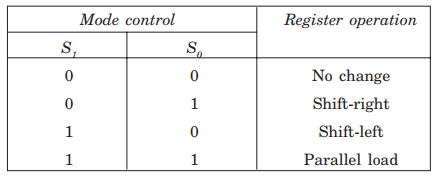 Mode control Register operation
S1 S0
0 0 No change
0 1 Shift-right
1 0 Shift-left
1 1 Parallel load